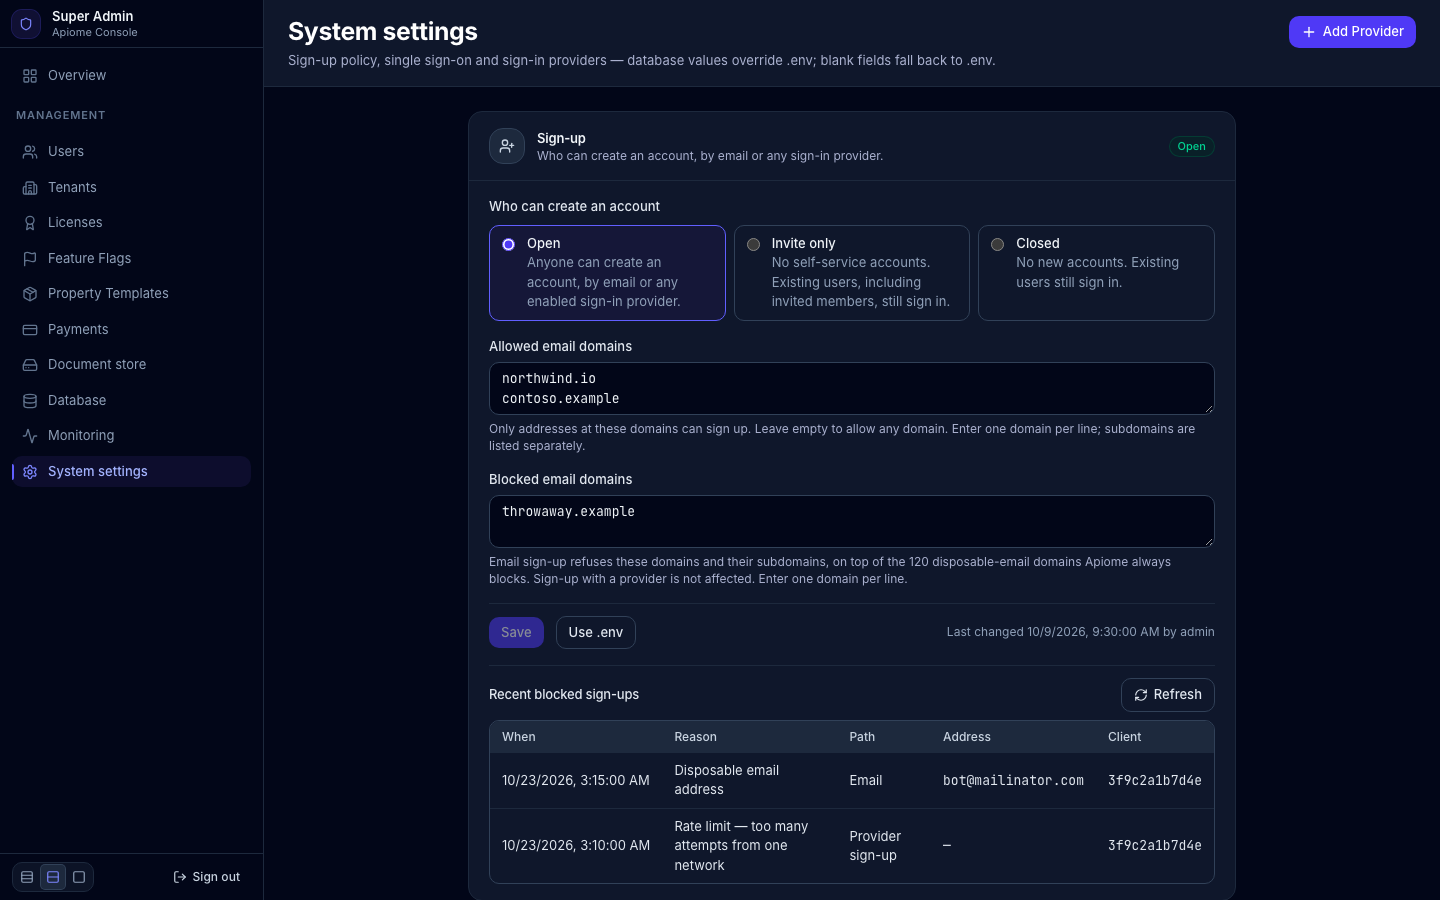 Super Admin
Apiome Console
Overview
MANAGEMENT
Users
Tenants
Licenses
Feature Flags
Property Templates
Payments
Document store
Database
Monitoring
System settings
Sign out
System settings
Sign-up policy, single sign-on and sign-in providers — database values override .env; blank fields fall back to .env.
Add Provider
Sign-up
Who can create an account, by email or any sign-in provider.
Open
Who can create an account
Open
Anyone can create an
account, by email or any
enabled sign-in provider.
Invite only
No self-service accounts.
Existing users, including
invited members, still sign in.
Closed
No new accounts. Existing
users still sign in.
Allowed email domains
northwind.io
contoso.example
Only addresses at these domains can sign up. Leave empty to allow any domain. Enter one domain per line; subdomains are
listed separately.
Blocked email domains
throwaway.example
Email sign-up refuses these domains and their subdomains, on top of the 120 disposable-email domains Apiome always
blocks. Sign-up with a provider is not affected. Enter one domain per line.
Save
Use .env
Last changed 10/9/2026, 9:30:00 AM by admin
Recent blocked sign-ups
Refresh
When Reason Path Address Client
10/23/2026, 3:15:00 AM Disposable email address Email bot@mailinator.com 3f9c2a1b7d4e
10/23/2026, 3:10:00 AM Rate limit — too many attempts from one network Provider sign-up — 3f9c2a1b7d4e